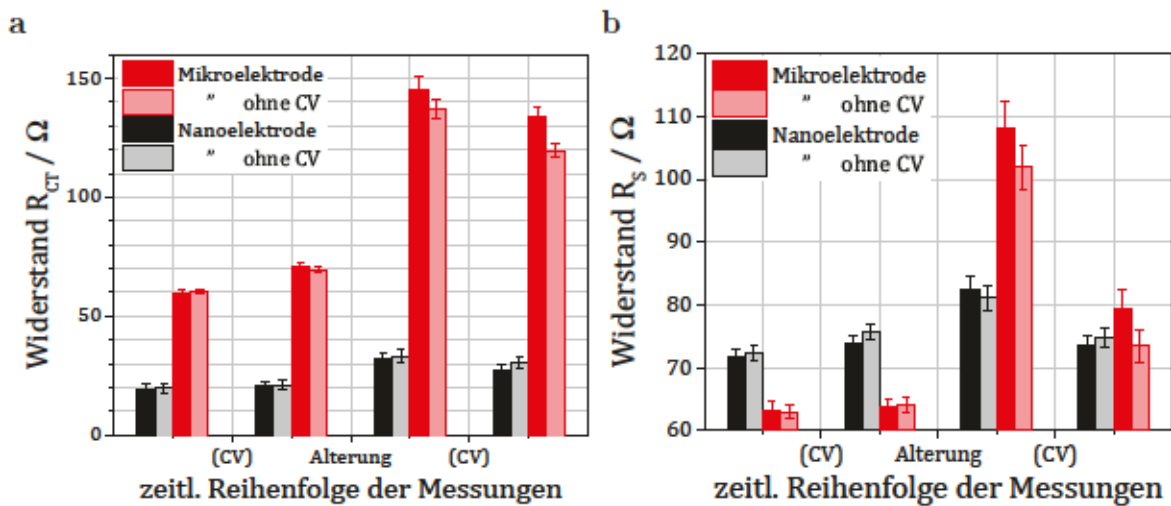 a
Widerstand R_CT / Ω
150
100
50
0
Mikroelektrode
” ohne CV
Nanoelektrode
” ohne CV
(CV) Alterung (CV)
zeitl. Reihenfolge der Messungen
b
Widerstand R_S / Ω
120
110
100
90
80
70
60
Mikroelektrode
” ohne CV
Nanoelektrode
” ohne CV
(CV) Alterung (CV)
zeitl. Reihenfolge der Messungen